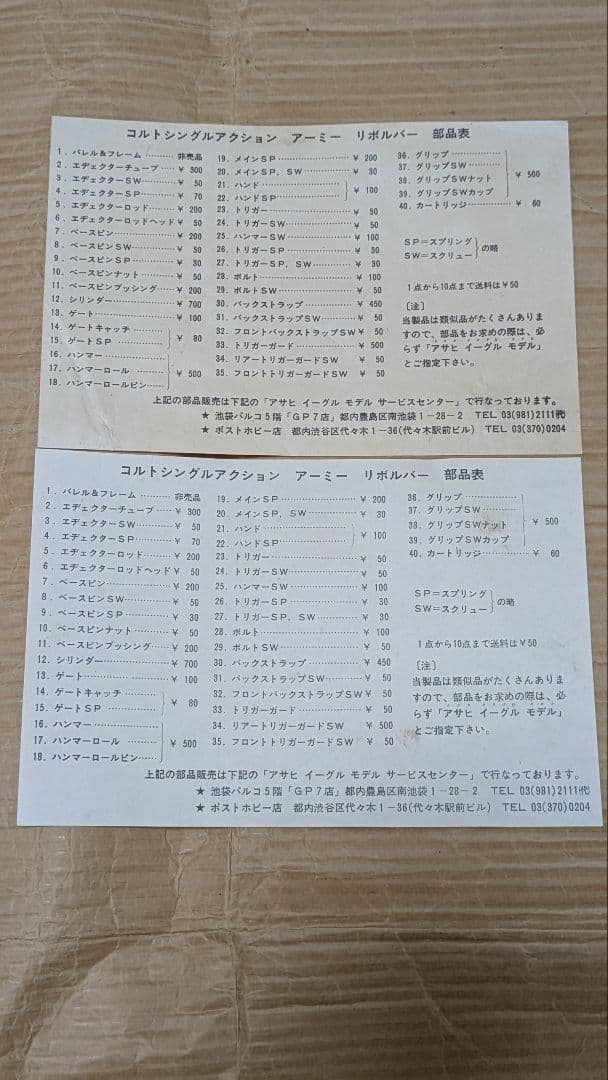 コルトシングルアクション アーミー リボルバー 部品表
1．バレル＆フレーム………非売品
2．エデェクターチューブ……¥ 300
3．エデェクターSW…………¥ 50
4．エデェクターSP…………¥ 70
5．エデェクターロッド………¥ 200
6．エデェクターロッドヘッド¥ 50
7．ベースピン………………¥ 200
8．ベースピンSW……………¥ 50
9．ベースピンSP……………¥ 30
10．ベースピンナット…………¥ 50
11．ベースピンブッシング……¥ 200
12．シリンダー………………¥ 700
13．ゲート……………………¥ 100
14．ゲートキャッチ……
15．ゲートSP…………… ¥ 80
16．ハンマー……………
17．ハンマーロール……… ¥ 500
18．ハンマーロールピン……
19．メインSP………………¥ 200
20．メインSP，SW…………¥ 30
21．ハンド…………………
22．ハンドSP……………… ¥ 100
23．トリガー………………¥ 50
24．トリガーSW……………¥ 50
25．ハンマーSW……………¥ 100
26．トリガーSP……………¥ 30
27．トリガーSP，SW………¥ 30
28．ボルト…………………¥ 100
29．ボルトSW………………¥ 50
30．バックストラップ………¥ 450
31．バックストラップSW……¥ 50
32．フロントバックストラップSW¥ 50
33．トリガーガード…………¥ 500
34．リアートリガーガードSW ¥ 50
35．フロントトリガーガードSW ¥ 50
36．グリップ………………
37．グリップSW……………
38．グリップSWナット…… ¥ 500
39．グリップSWカップ……
40．カートリッジ……………¥ 60
SP＝スプリング
SW＝スクリュー の略
1点から10点まで送料は¥50
〔注〕
当製品は類似品がたくさんありま
すので、部品をお求めの際は、必
らず「アサヒ イーグル モデル」
とご指定下さい。
上記の部品販売は下記の「アサヒ イーグル モデル サービスセンター」で行なっております。
★ 池袋パルコ5階「GP7店」都内豊島区南池袋1－28－2 TEL 03(981)2111㈹
★ ポストホビー店 都内渋谷区代々木1－36(代々木駅前ビル) TEL 03(370)0204
コルトシングルアクション アーミー リボルバー 部品表
1．バレル＆フレーム………非売品
2．エデェクターチューブ……¥ 300
3．エデェクターSW…………¥ 50
4．エデェクターSP…………¥ 70
5．エデェクターロッド………¥ 200
6．エデェクターロッドヘッド¥ 50
7．ベースピン………………¥ 200
8．ベースピンSW……………¥ 50
9．ベースピンSP……………¥ 30
10．ベースピンナット…………¥ 50
11．ベースピンブッシング……¥ 200
12．シリンダー………………¥ 700
13．ゲート……………………¥ 100
14．ゲートキャッチ……
15．ゲートSP…………… ¥ 80
16．ハンマー……………
17．ハンマーロール……… ¥ 500
18．ハンマーロールピン……
19．メインSP………………¥ 200
20．メインSP，SW…………¥ 30
21．ハンド…………………
22．ハンドSP……………… ¥ 100
23．トリガー………………¥ 50
24．トリガーSW……………¥ 50
25．ハンマーSW……………¥ 100
26．トリガーSP……………¥ 30
27．トリガーSP，SW………¥ 30
28．ボルト…………………¥ 100
29．ボルトSW………………¥ 50
30．バックストラップ………¥ 450
31．バックストラップSW……¥ 50
32．フロントバックストラップSW¥ 50
33．トリガーガード…………¥ 50
34．リアートリガーガードSW ¥ 500
35．フロントトリガーガードSW ¥ 50
36．グリップ………………
37．グリップSW……………
38．グリップSWナット…… ¥ 500
39．グリップSWカップ……
40．カートリッジ……………¥ 60
SP＝スプリング
SW＝スクリュー の略
1点から10点まで送料は¥50
〔注〕
当製品は類似品がたくさんありま
すので、部品をお求めの際は、必
らず「アサヒ イーグル モデル」
とご指定下さい。
上記の部品販売は下記の「アサヒ イーグル モデル サービスセンター」で行なっております。
★ 池袋パルコ5階「GP7店」都内豊島区南池袋1－28－2 TEL 03(981)2111㈹
★ ポストホビー店 都内渋谷区代々木1－36(代々木駅前ビル) TEL 03(370)0204